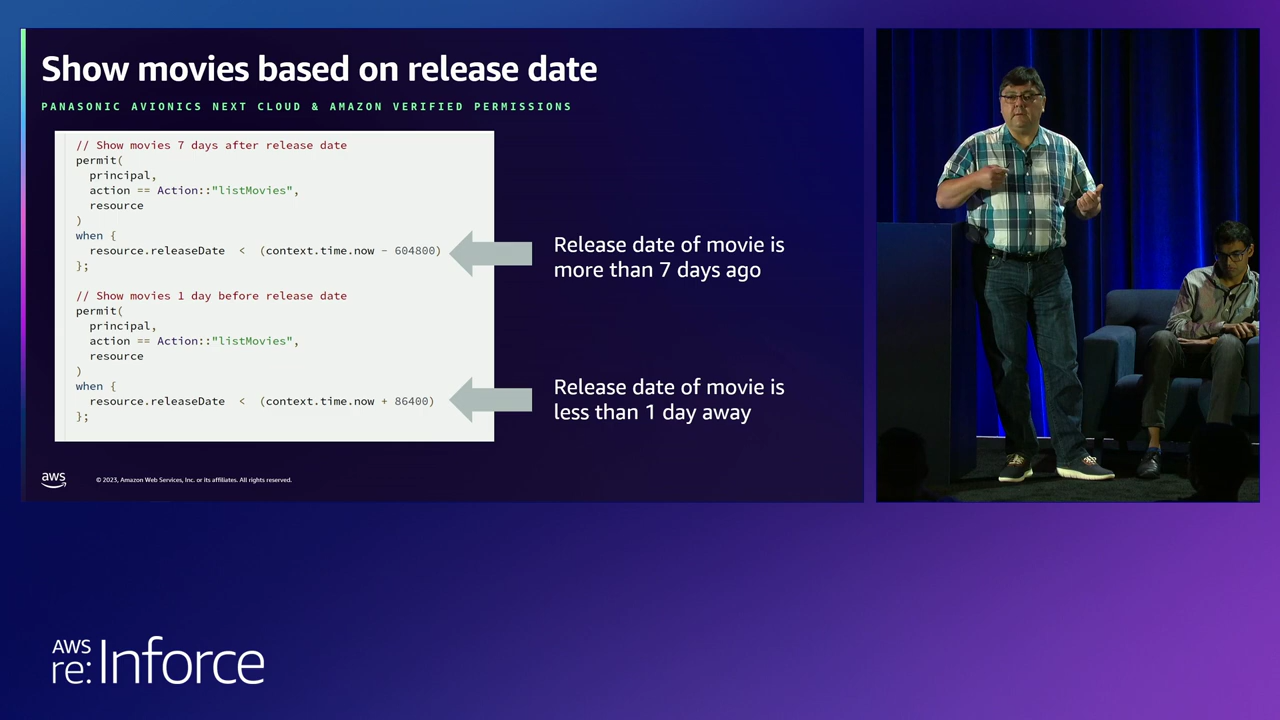 Show movies based on release date
PANASONIC AVIONICS NEXT CLOUD & AMAZON VERIFIED PERMISSIONS
// Show movies 7 days after release date
permit(
  principal,
  action == Action::"listMovies",
  resource
)
when {
  resource.releaseDate  <  (context.time.now - 604800)
};
// Show movies 1 day before release date
permit(
  principal,
  action == Action::"listMovies",
  resource
)
when {
  resource.releaseDate  <  (context.time.now + 86400)
};
Release date of movie is
more than 7 days ago
Release date of movie is
less than 1 day away
aws
© 2023, Amazon Web Services, Inc. or its affiliates. All rights reserved.
AWS
re:Inforce